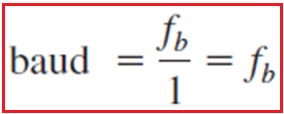 baud = f_b/1 = f_b